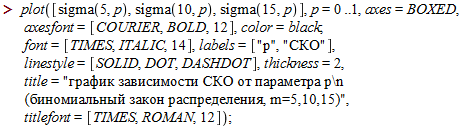 > plot([sigma(5, p), sigma(10, p), sigma(15, p)], p = 0 ..1, axes = BOXED,
axesfont = [COURIER, BOLD, 12], color = black,
font = [TIMES, ITALIC, 14], labels = ["p", "СКО"],
linestyle = [SOLID, DOT, DASHDOT], thickness = 2,
title = "график зависимости СКО от параметра p\n
(биномиальный закон распределения, m=5,10,15)",
titlefont = [TIMES, ROMAN, 12]);